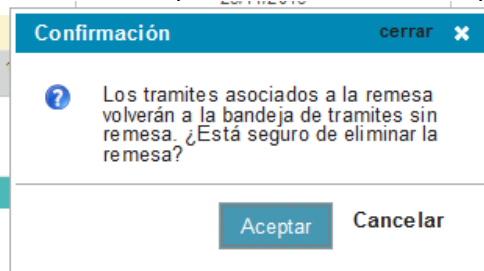 Confirmación cerrar ✖
Los tramites asociados a la remesa
volverán a la bandeja de tramites sin
remesa. ¿Está seguro de eliminar la
remesa?
Aceptar Cancelar